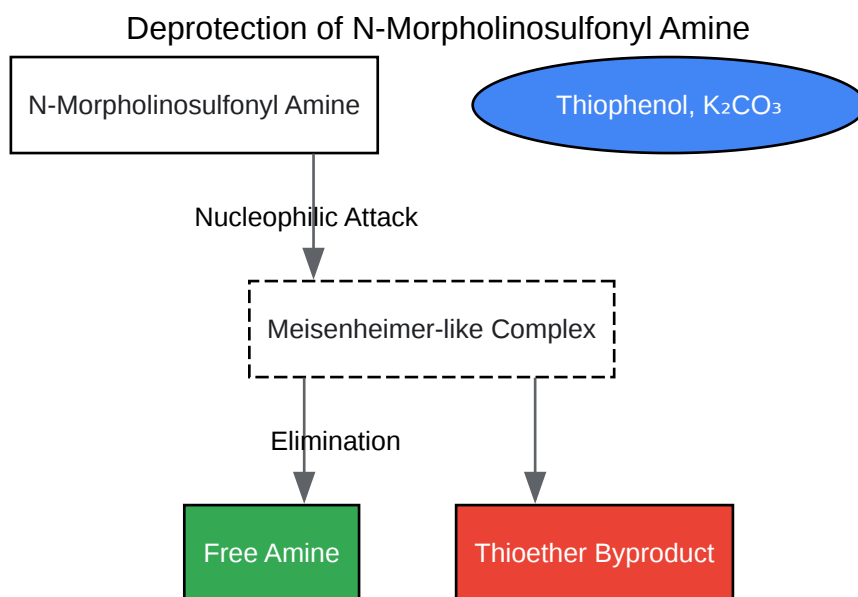 Deprotection of N-Morpholinosulfonyl Amine
N-Morpholinosulfonyl Amine
Thiophenol, K₂CO₃
Nucleophilic Attack
Meisenheimer-like Complex
Elimination
Free Amine
Thioether Byproduct